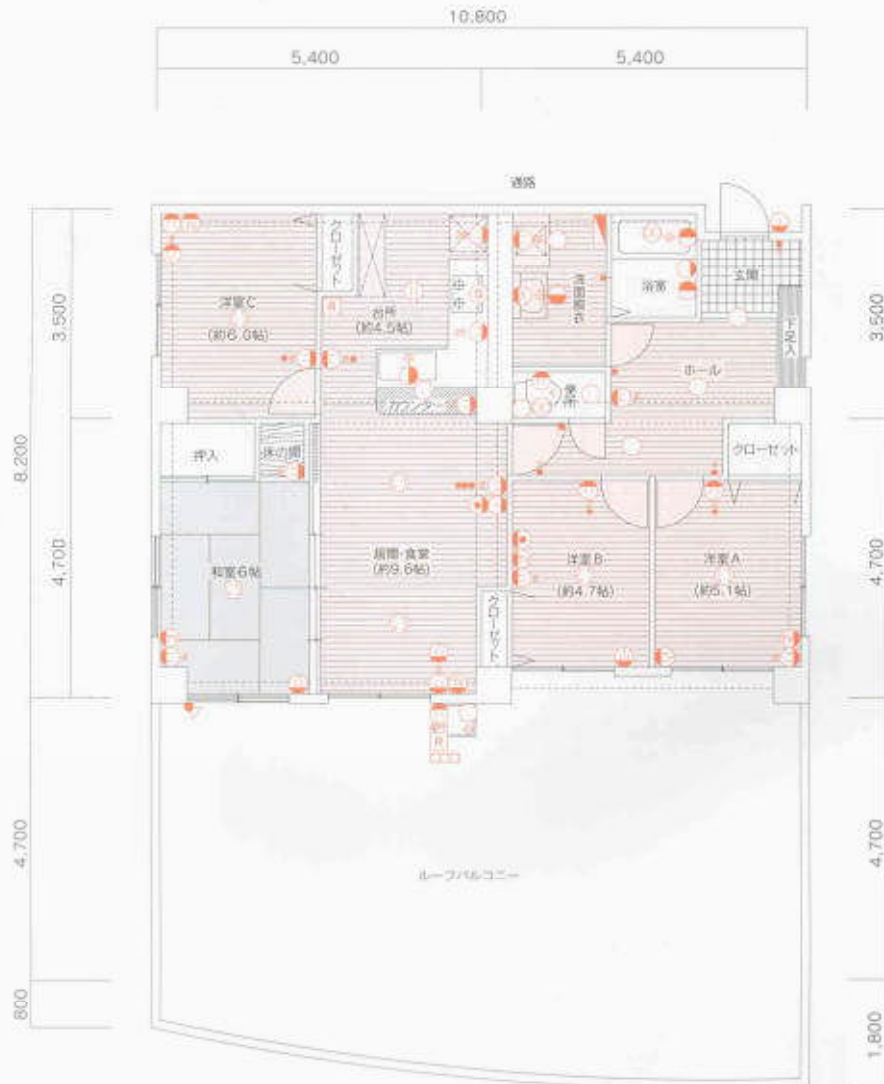 10,800
5,400
5,400
通路
3,500
8,200
4,700
4,700
800
3,500
4,700
4,700
1,800
洋室C
(約6.0帖)
クローゼット
台所
(約4.5帖)
カウンター
洗面脱衣
浴室
玄関
下足入
ホール
便所
クローゼット
押入
床の間
和室6帖
居間・食堂
(約9.6帖)
クローゼット
洋室B
(約4.7帖)
洋室A
(約5.1帖)
R
ルーフバルコニー